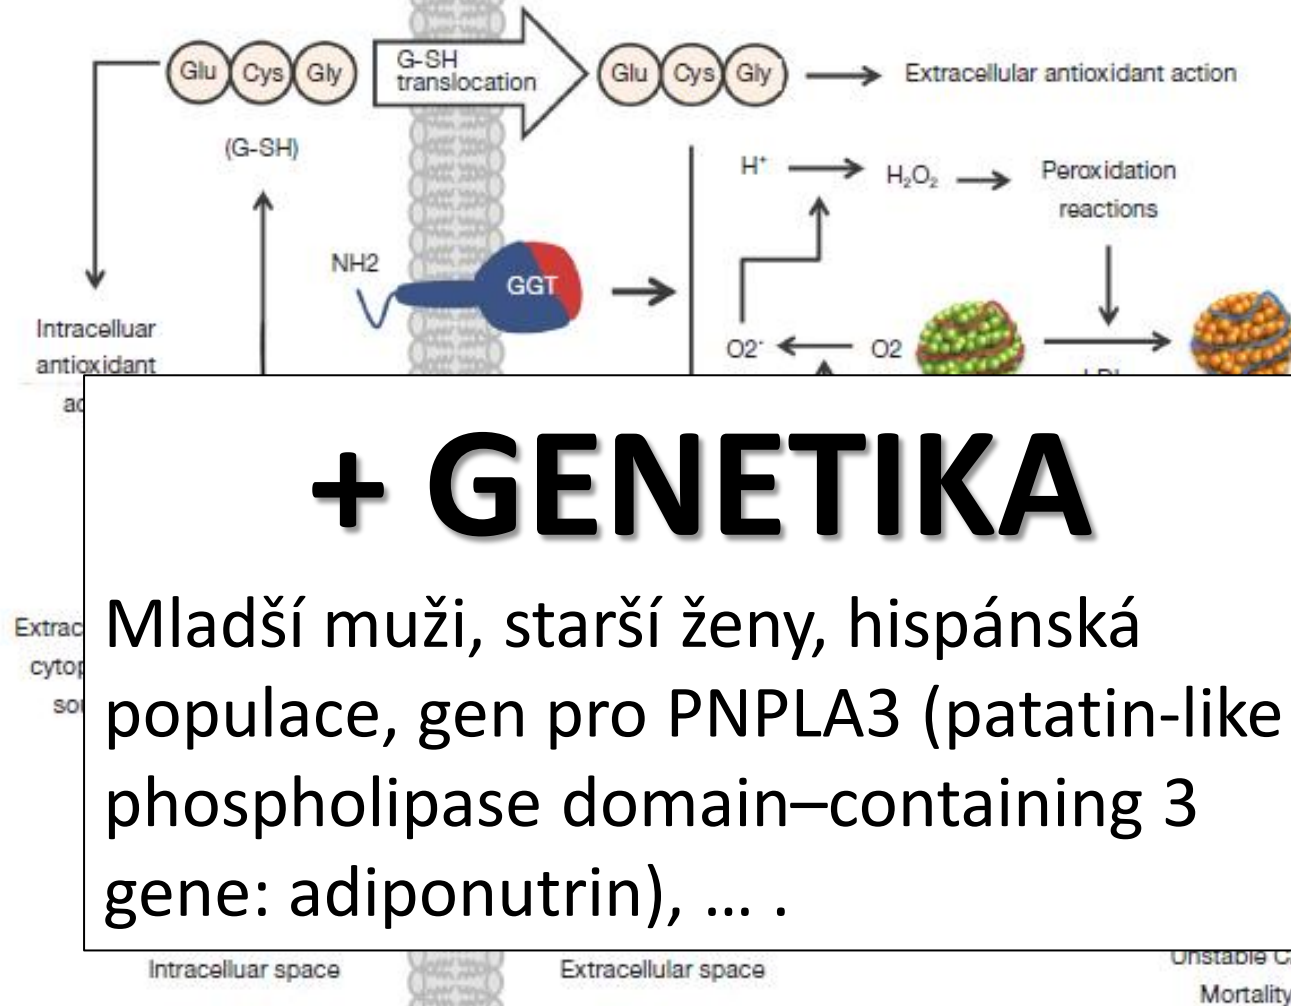 Glu Cys Gly
G-SH
translocation
Glu Cys Gly
Extracellular antioxidant action
(G-SH)
H⁺
H₂O₂
Peroxidation
reactions
NH2
GGT
Intracelluar
antioxidant
O2⁻
O2
+ GENETIKA
Mladší muži, starší ženy, hispánská
populace, gen pro PNPLA3 (patatin-like
phospholipase domain–containing 3
gene: adiponutrin), ... .
Intracelluar space
Extracellular space
Mortality